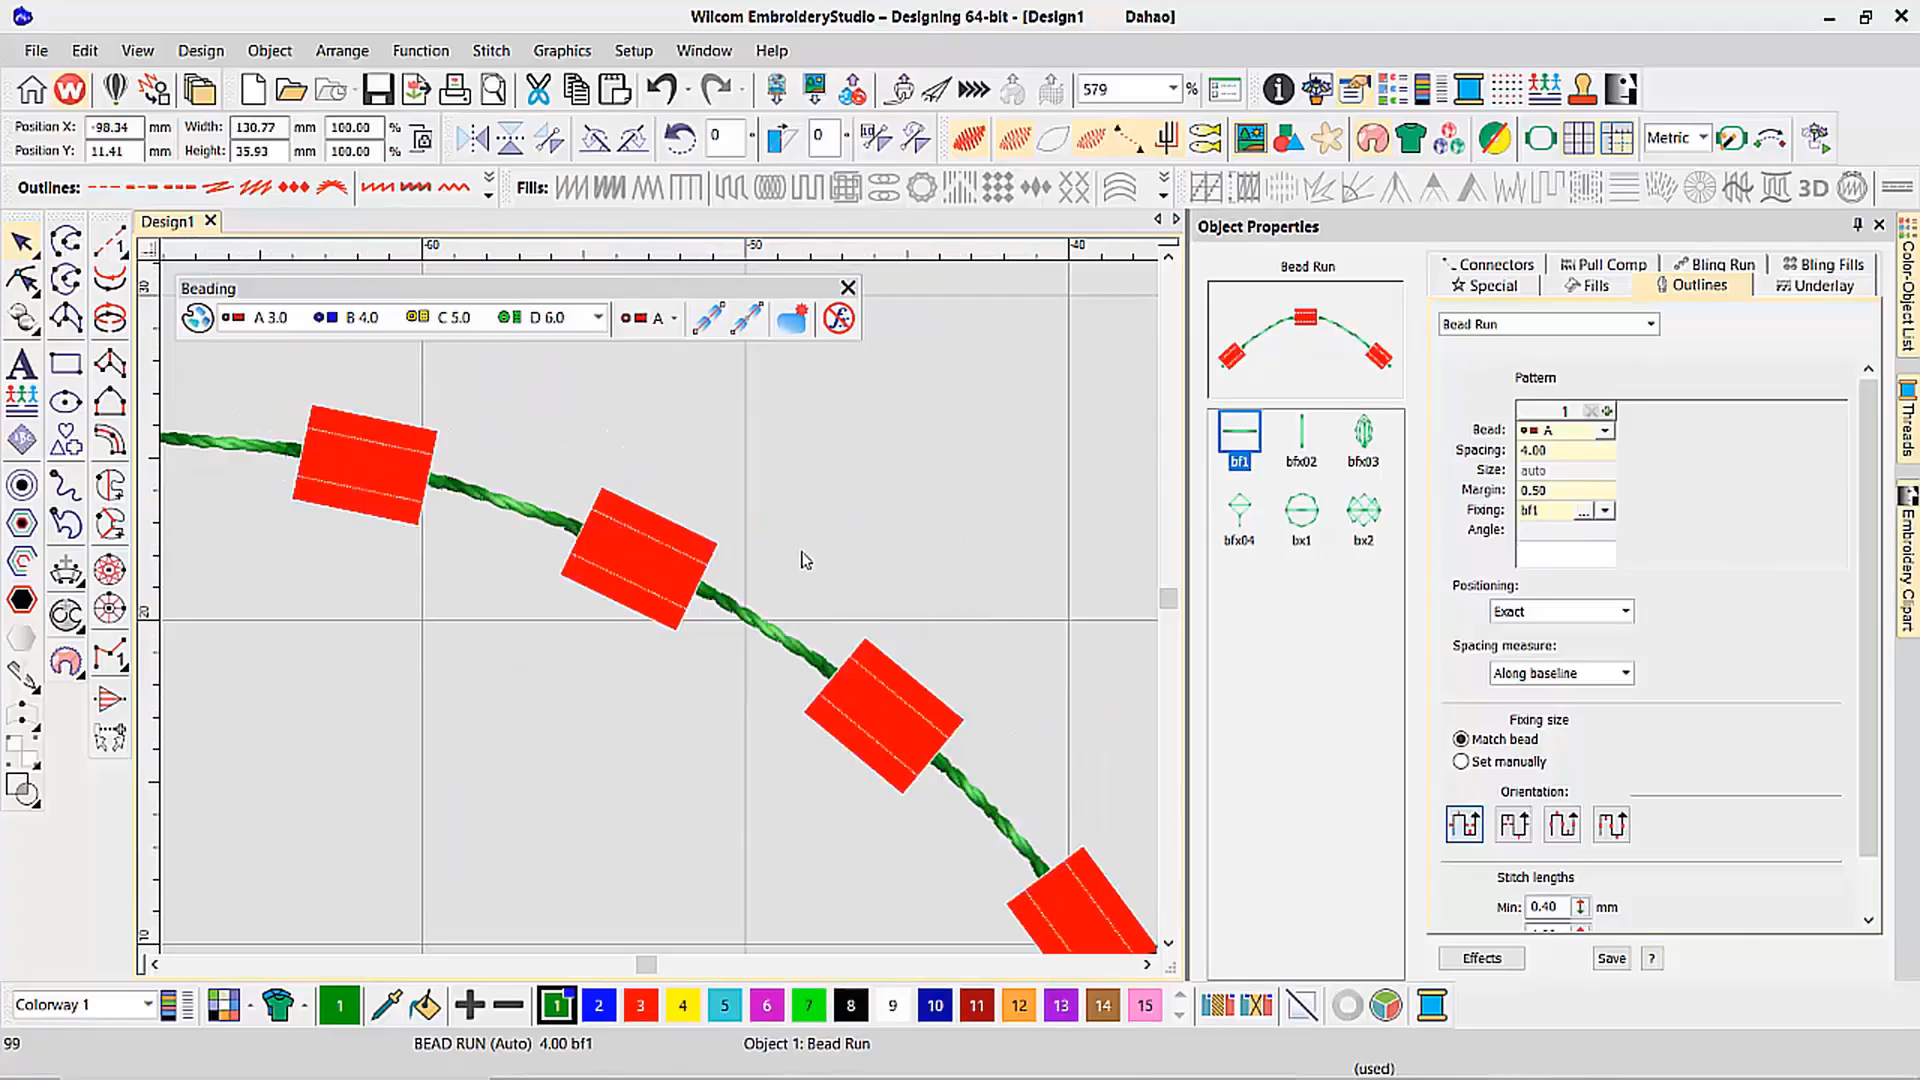 Wilcom EmbroideryStudio – Designing 64-bit - [Design1 Dahao]
File Edit View Design Object Arrange Function Stitch Graphics Setup Window Help
579 %
Position X: -98.34 mm Width: 130.77 mm 100.00 %
Position Y: 11.41 mm Height: 35.93 mm 100.00 %
0 0 Metric
Outlines: Fills: 3D
Design1
-60 -50 -40
30
20
10
Beading
A 3.0 B 4.0 C 5.0 D 6.0 A
Object Properties
Bead Run
bf1 bfx02 bfx03
bfx04 bx1 bx2
Connectors Pull Comp Bling Run Bling Fills
Special Fills Outlines Underlay
Bead Run
Pattern
1
Bead: A
Spacing: 4.00
Size: auto
Margin: 0.50
Fixing: bf1 ...
Angle:
Positioning:
Exact
Spacing measure:
Along baseline
Fixing size
Match bead
Set manually
Orientation:
Stitch lengths
Min: 0.40 mm
Effects Save ?
Color-Object List
Threads
Embroidery Clipart
Colorway 1 1 1 2 3 4 5 6 7 8 9 10 11 12 13 14 15
99 BEAD RUN (Auto) 4.00 bf1 Object 1: Bead Run
(used)